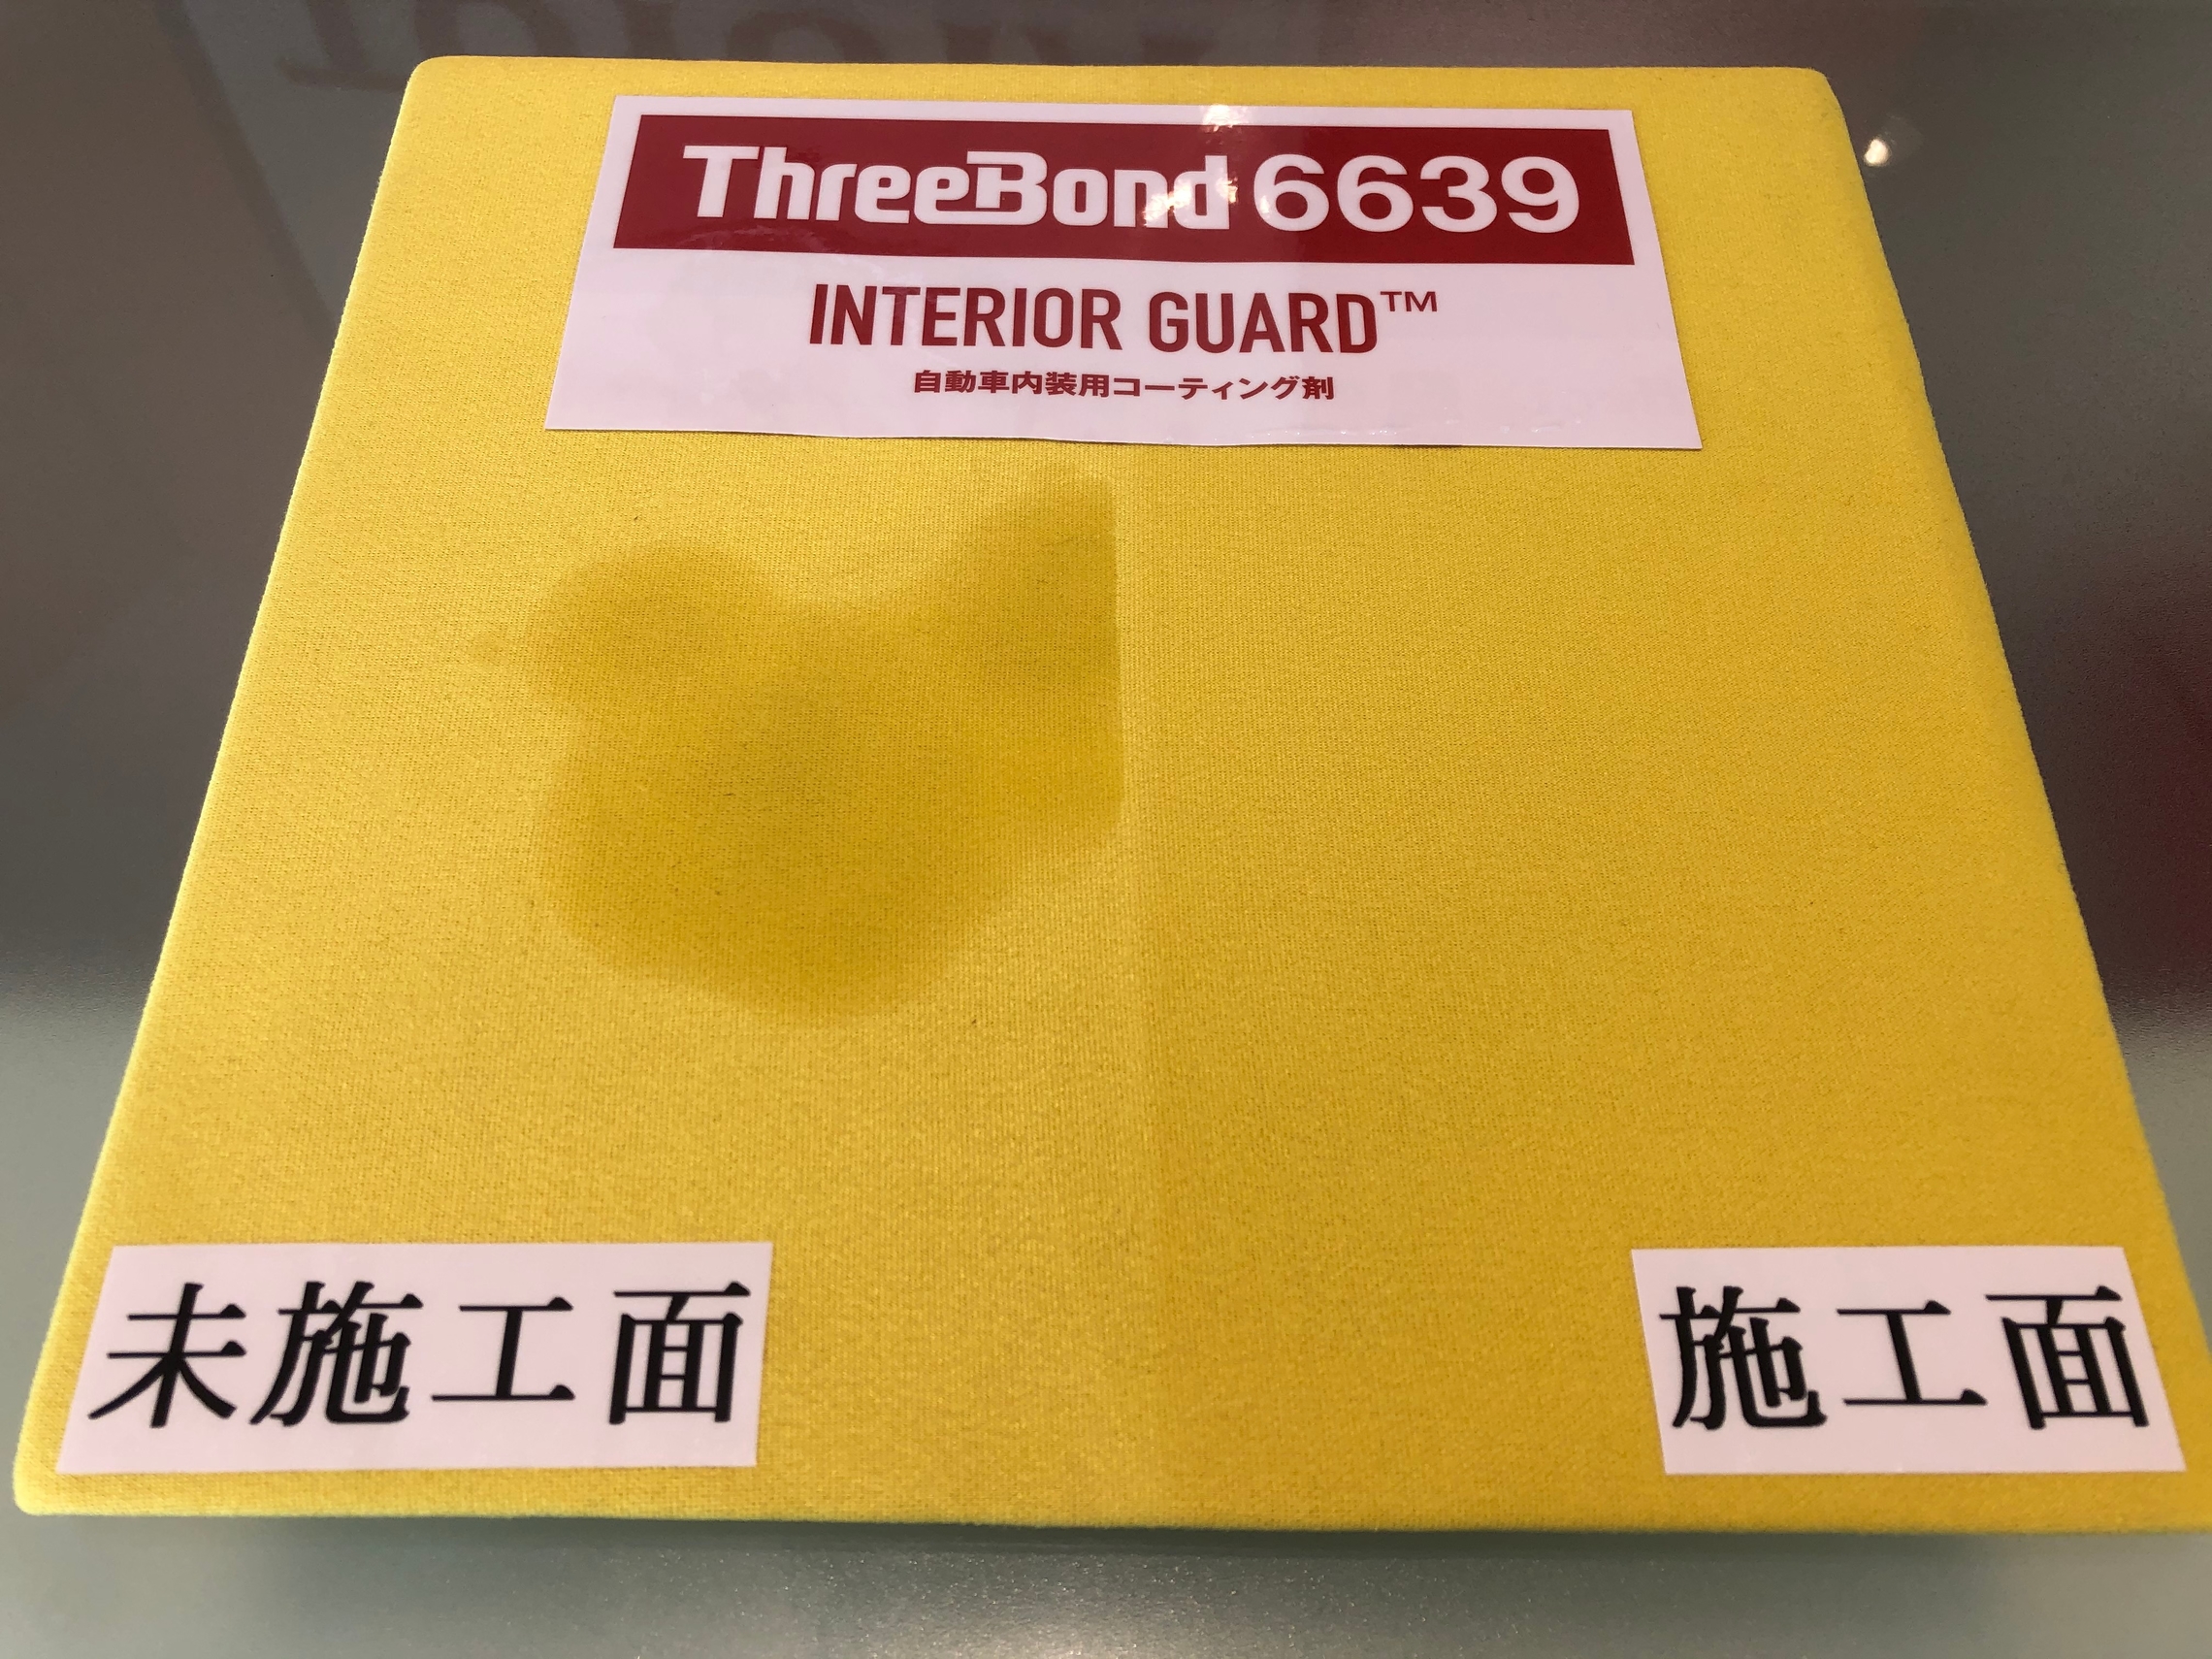 ThreeBond 6639
INTERIOR GUARD™
自動車内装用コーティング剤
未施工面
施工面